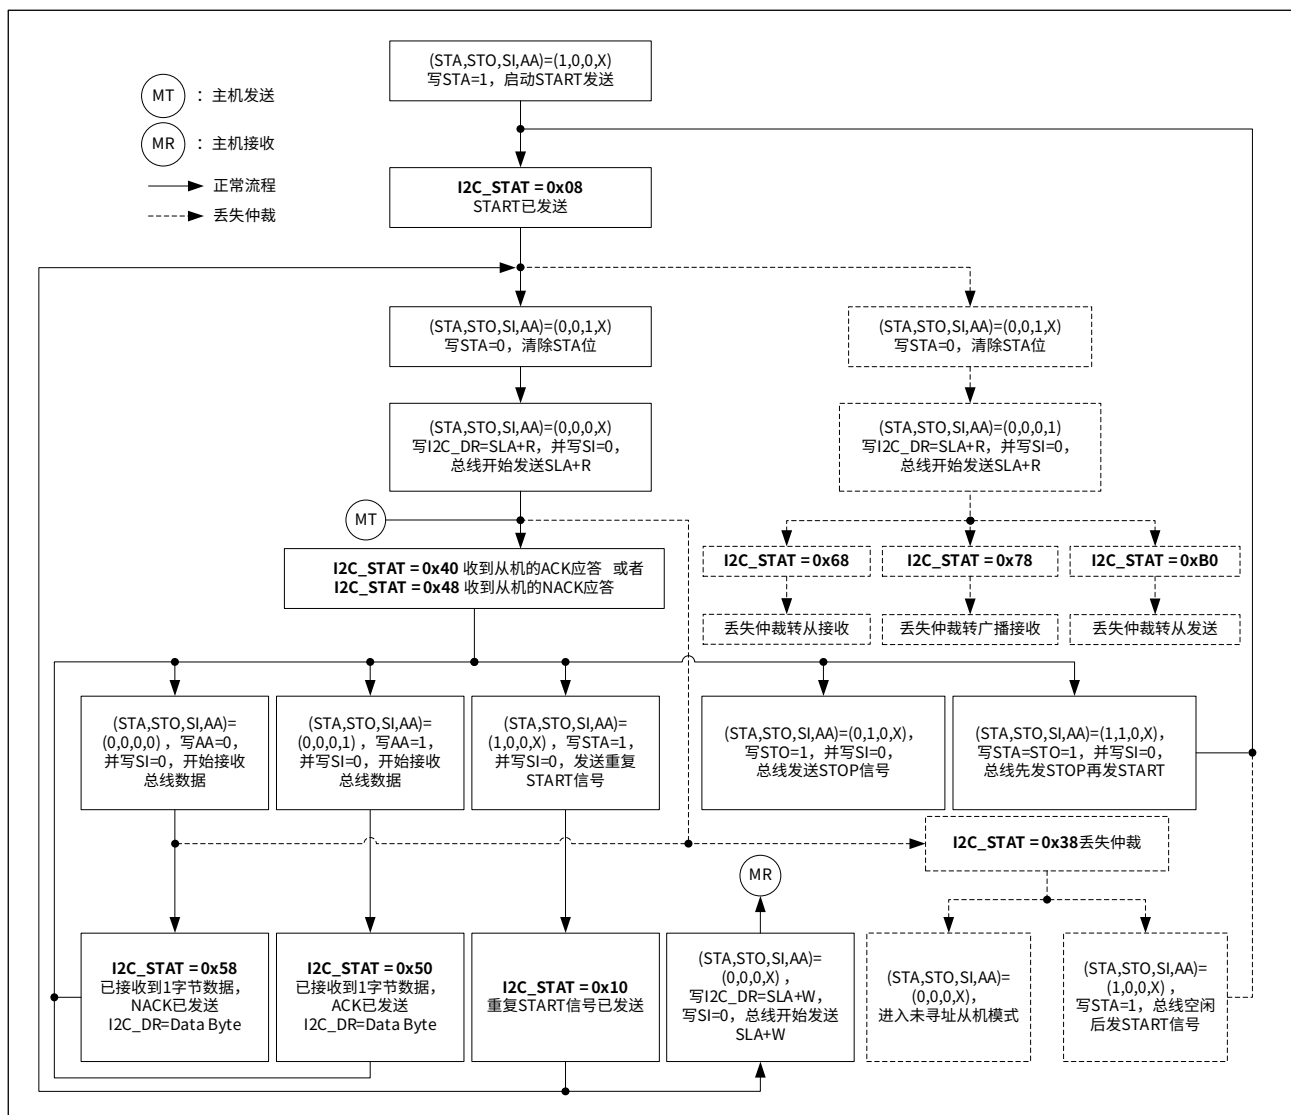 (STA,STO,SI,AA)=(1,0,0,X)
写STA=1，启动START发送
MT ：主机发送
MR ：主机接收
正常流程
丢失仲裁
I2C_STAT = 0x08
START已发送
(STA,STO,SI,AA)=(0,0,1,X)
写STA=0，清除STA位
(STA,STO,SI,AA)=(0,0,1,X)
写STA=0，清除STA位
(STA,STO,SI,AA)=(0,0,0,X)
写I2C_DR=SLA+R，并写SI=0，
总线开始发送SLA+R
(STA,STO,SI,AA)=(0,0,0,1)
写I2C_DR=SLA+R，并写SI=0，
总线开始发送SLA+R
MT
I2C_STAT = 0x40 收到从机的ACK应答 或者
I2C_STAT = 0x48 收到从机的NACK应答
I2C_STAT = 0x68
I2C_STAT = 0x78
I2C_STAT = 0xB0
丢失仲裁转从接收
丢失仲裁转广播接收
丢失仲裁转从发送
(STA,STO,SI,AA)=
(0,0,0,0) ，写AA=0，
并写SI=0，开始接收
总线数据
(STA,STO,SI,AA)=
(0,0,0,1) ，写AA=1，
并写SI=0，开始接收
总线数据
(STA,STO,SI,AA)=
(1,0,0,X) ，写STA=1，
并写SI=0，发送重复
START信号
(STA,STO,SI,AA)=(0,1,0,X)，
写STO=1，并写SI=0，
总线发送STOP信号
(STA,STO,SI,AA)=(1,1,0,X)，
写STA=STO=1，并写SI=0，
总线先发STOP再发START
I2C_STAT = 0x38丢失仲裁
MR
I2C_STAT = 0x58
已接收到1字节数据，
NACK已发送
I2C_DR=Data Byte
I2C_STAT = 0x50
已接收到1字节数据，
ACK已发送
I2C_DR=Data Byte
I2C_STAT = 0x10
重复START信号已发送
(STA,STO,SI,AA)=
(0,0,0,X) ，
写I2C_DR=SLA+W，
写SI=0，总线开始发送
SLA+W
(STA,STO,SI,AA)=
(0,0,0,X)，
进入未寻址从机模式
(STA,STO,SI,AA)=
(1,0,0,X) ，
写STA=1，总线空闲
后发START信号